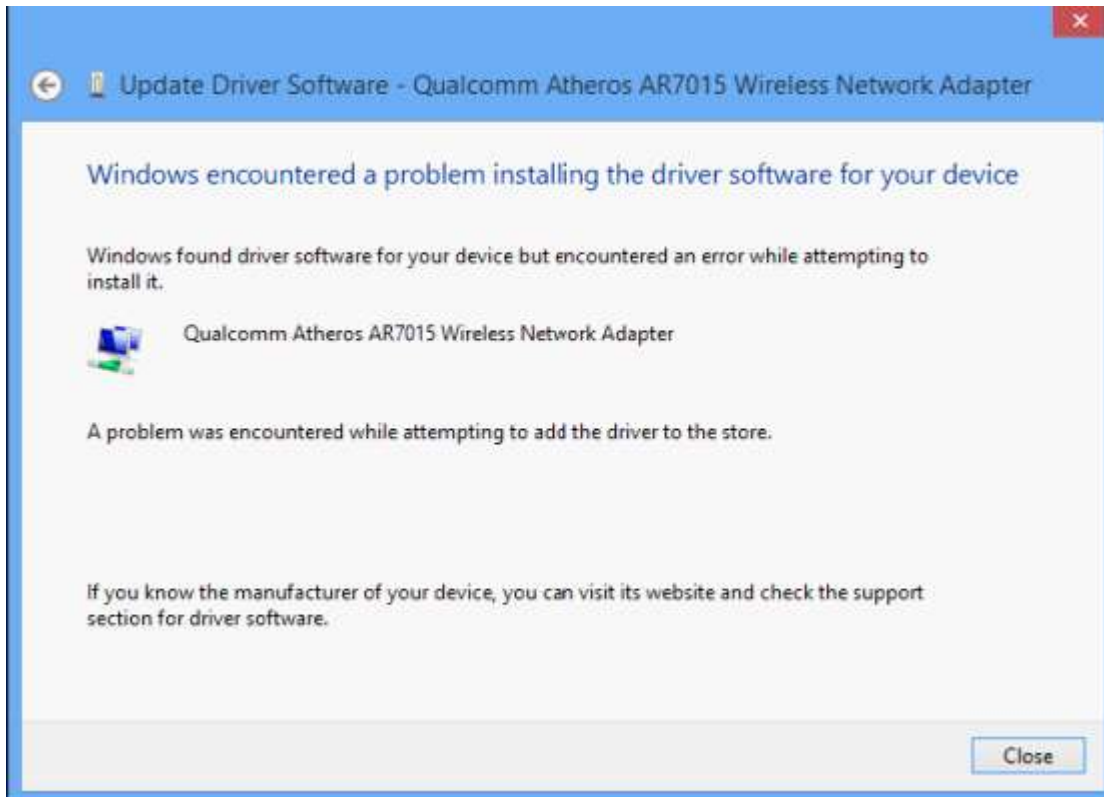 Update Driver Software - Qualcomm Atheros AR7015 Wireless Network Adapter
Windows encountered a problem installing the driver software for your device
Windows found driver software for your device but encountered an error while attempting to
install it.
Qualcomm Atheros AR7015 Wireless Network Adapter
A problem was encountered while attempting to add the driver to the store.
If you know the manufacturer of your device, you can visit its website and check the support
section for driver software.
Close